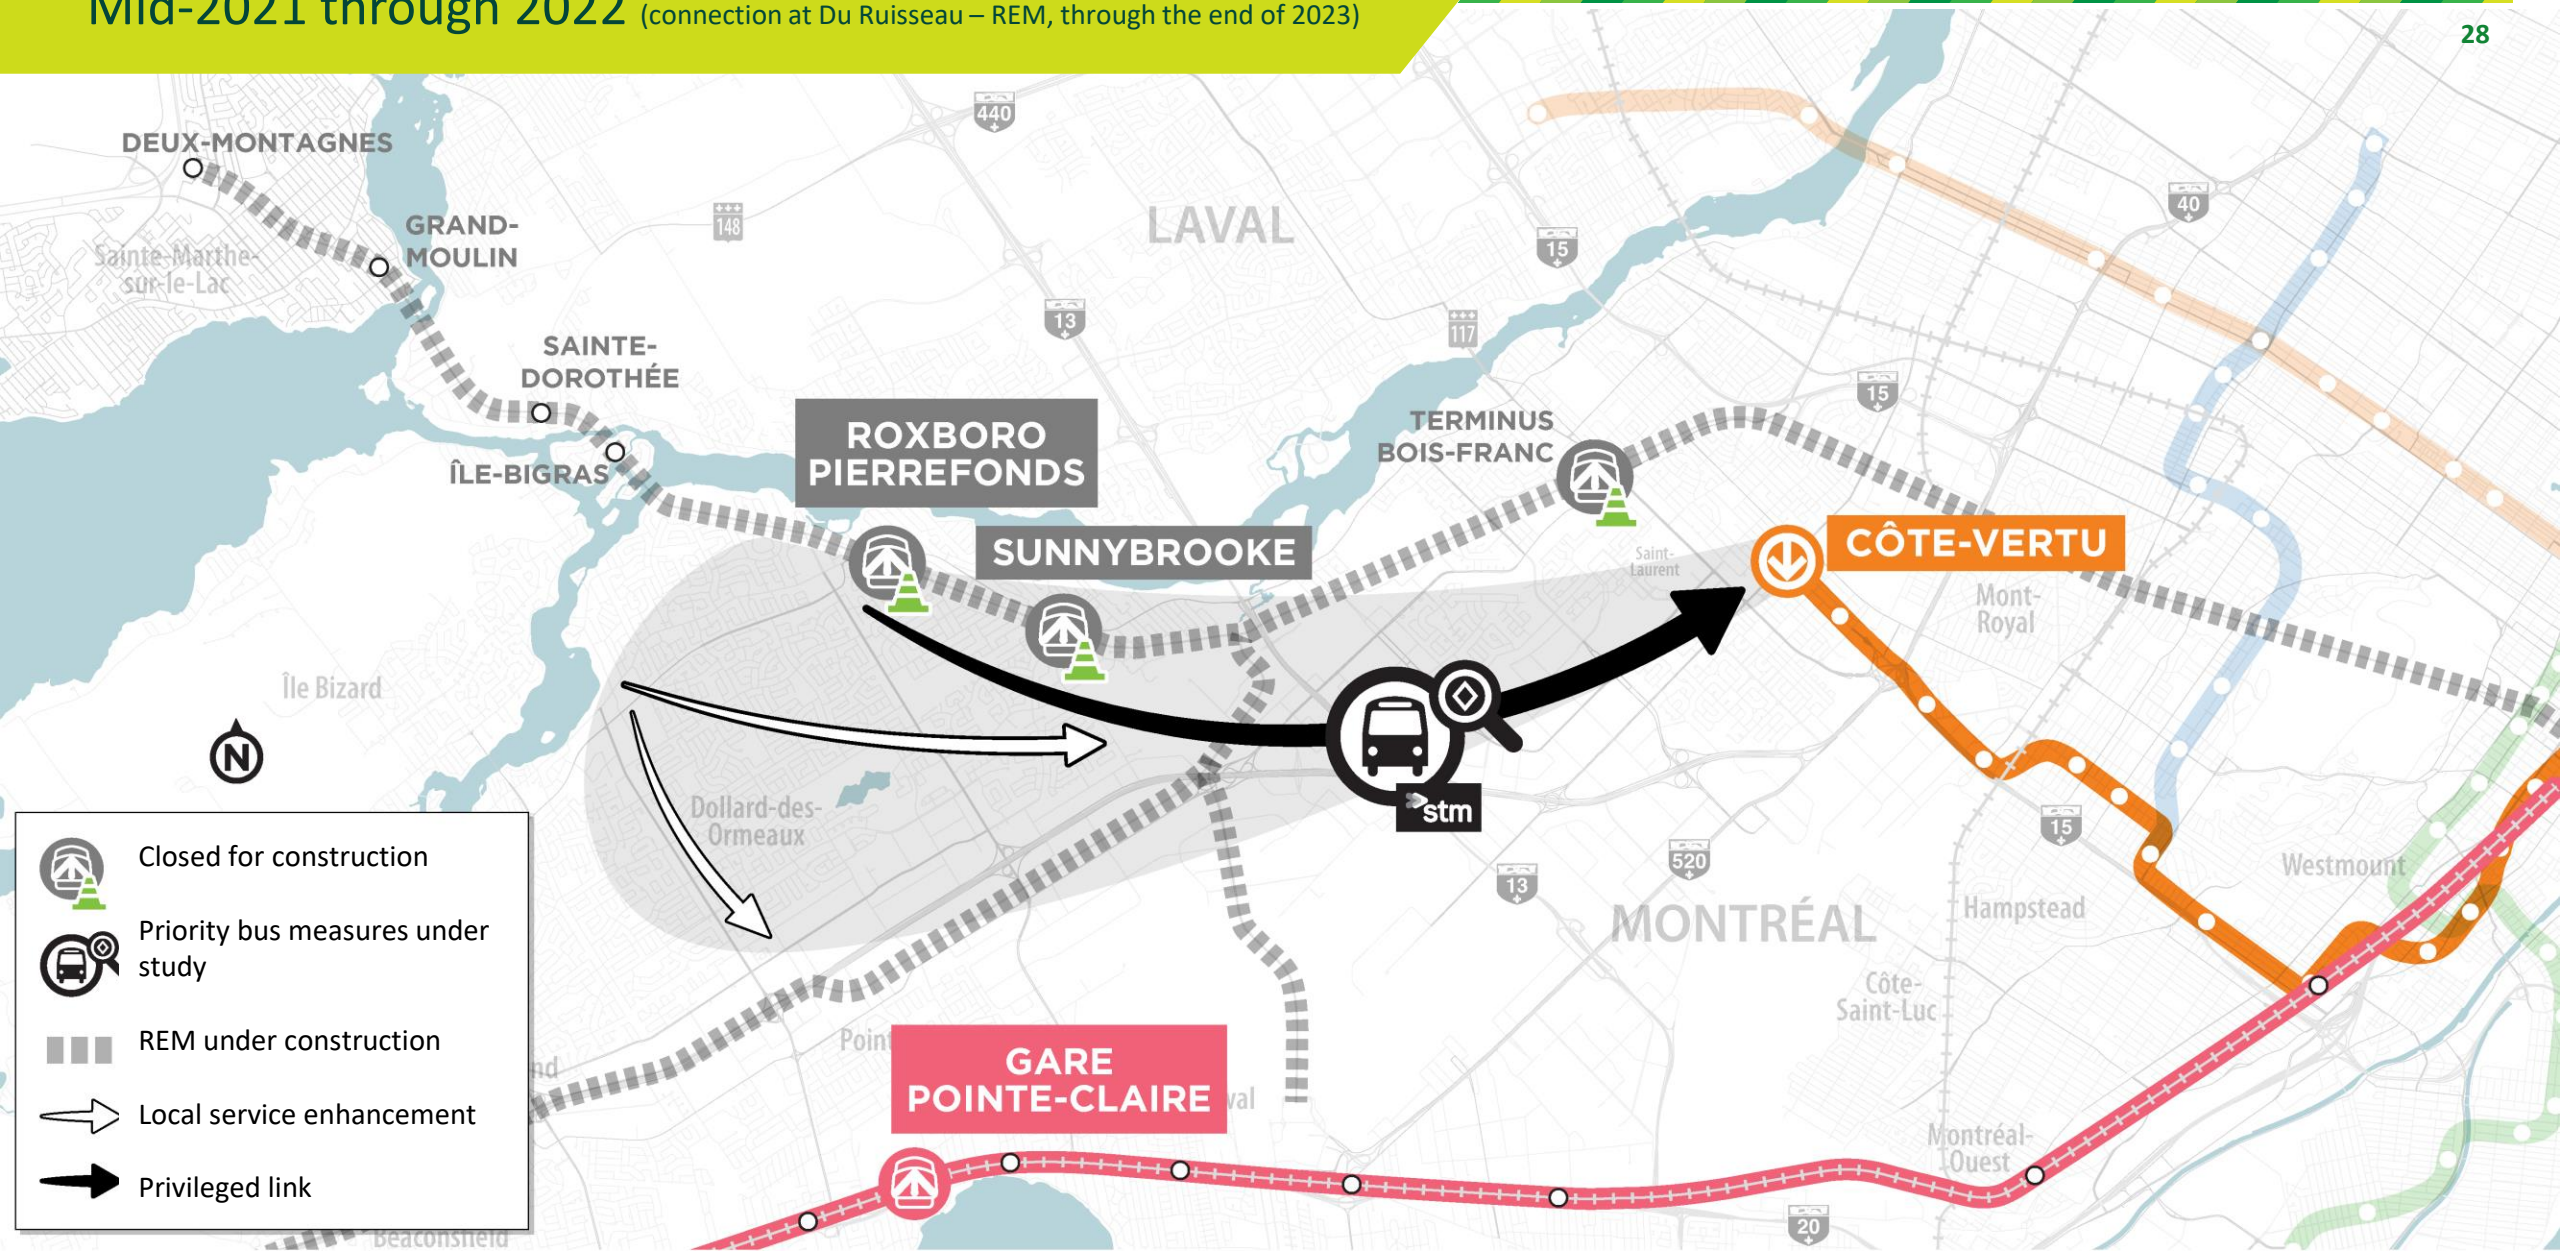 Mid-2021 through 2022 (connection at Du Ruisseau – REM, through the end of 2023)
28
DEUX-MONTAGNES
440
GRAND-
MOULIN
148
LAVAL
40
15
Sainte-Marthe-
sur-le-Lac
13
117
SAINTE-
DOROTHÉE
15
ROXBORO
PIERREFONDS
TERMINUS
BOIS-FRANC
ÎLE-BIGRAS
SUNNYBROOKE
CÔTE-VERTU
Saint-
Laurent
Mont-
Royal
Île Bizard
N
Dollard-des-
Ormeaux
stm
15
520
13
Westmount
MONTRÉAL
Hampstead
Côte-
Saint-Luc
Closed for construction
Priority bus measures under
study
REM under construction
Local service enhancement
Privileged link
Point
nd
GARE
POINTE-CLAIRE
val
Montréal-
Ouest
20
Beaconsfield